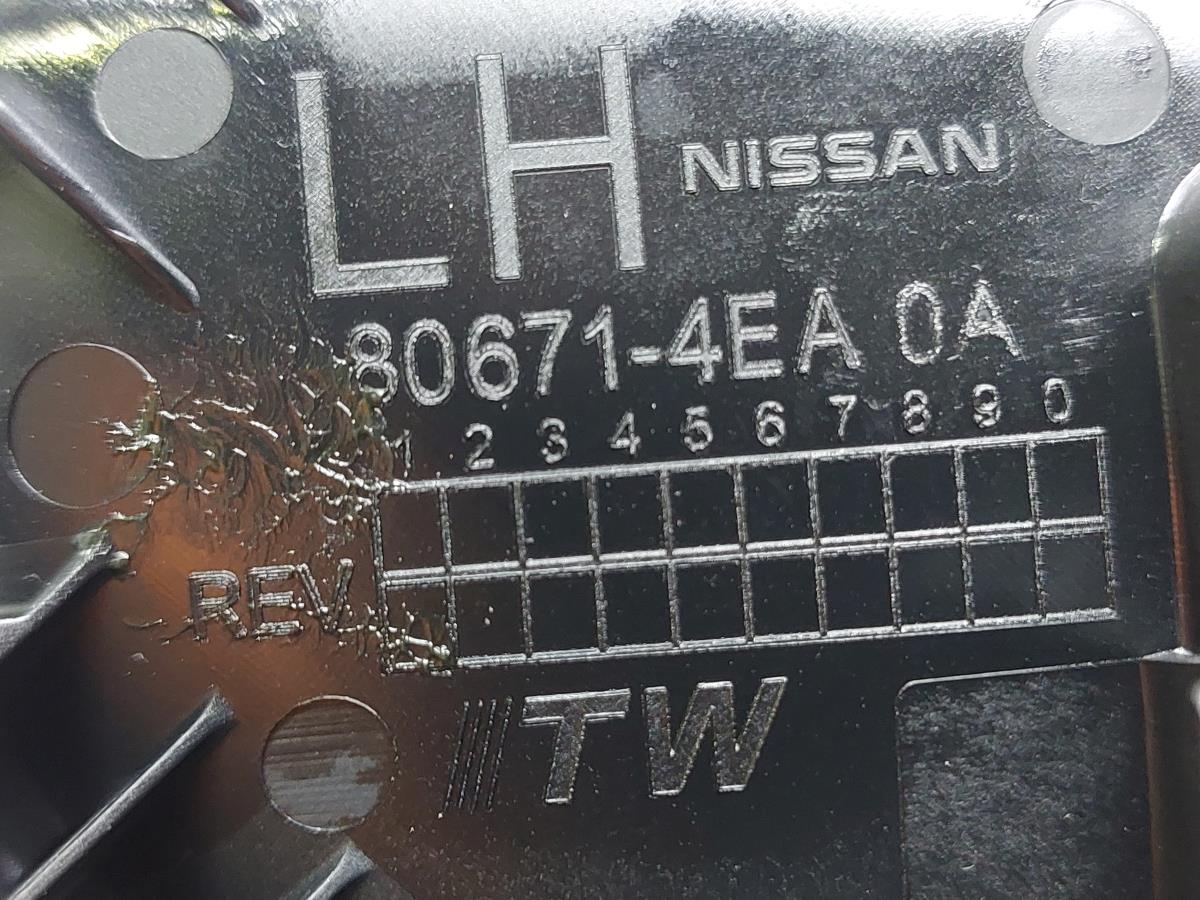 LH NISSAN
80671-4EA 0A
1 2 3 4 5 6 7 8 9 0
REV.
TW